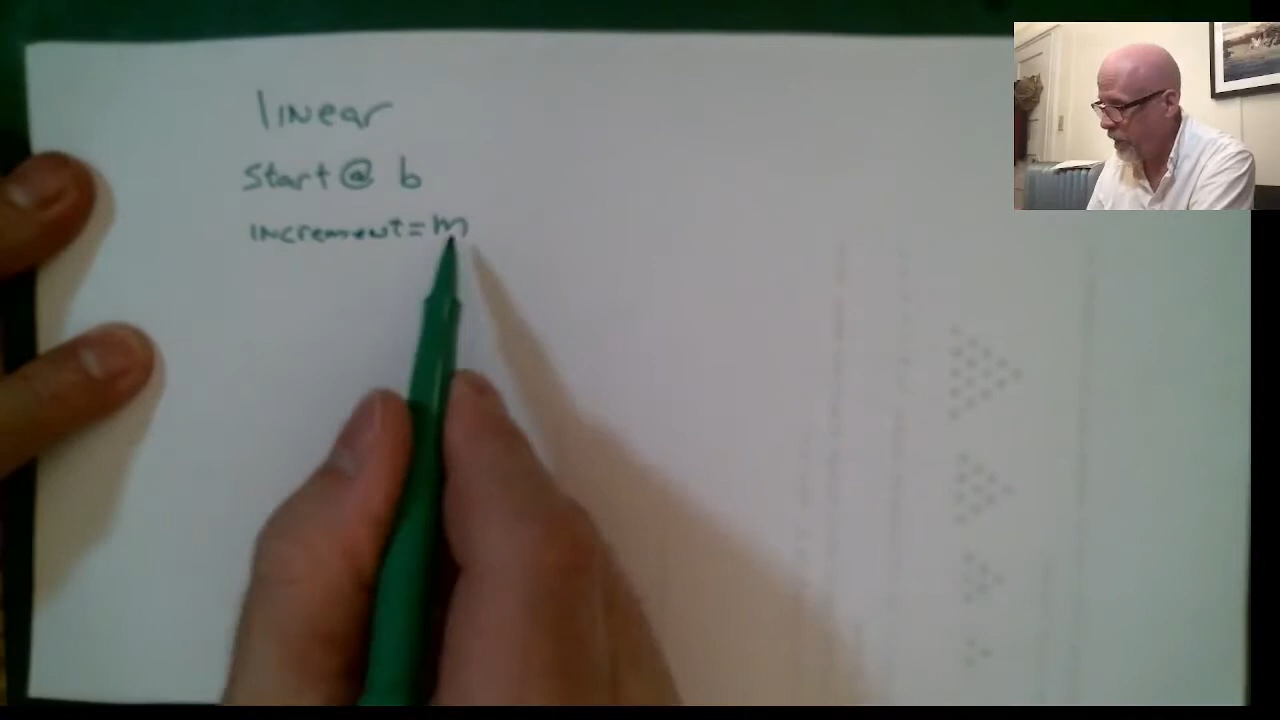 linear
start @ b
increment = m